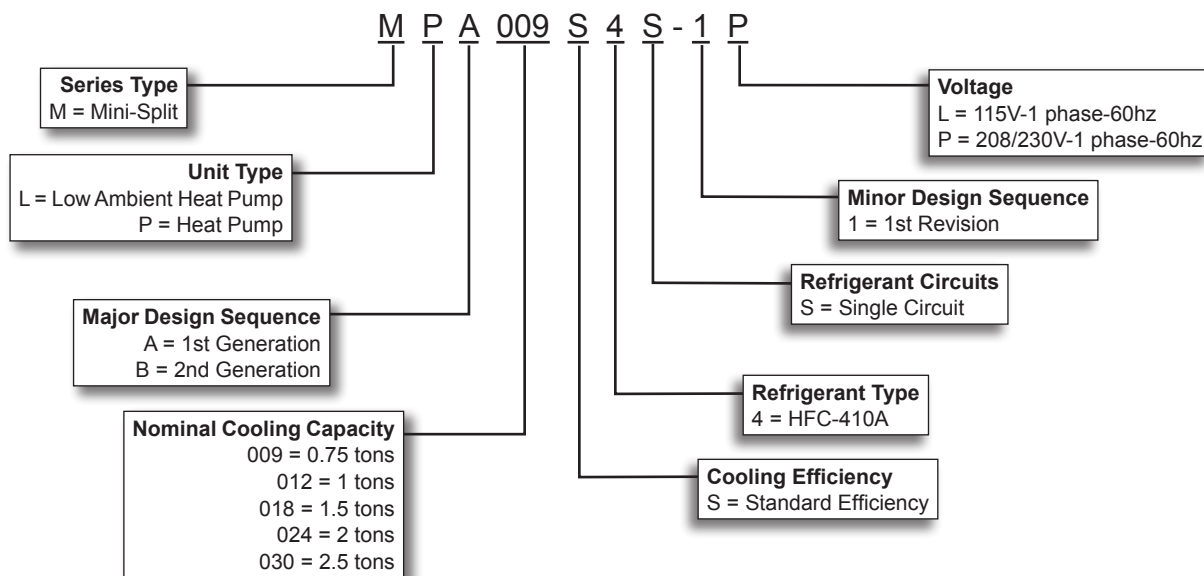 M P A 009 S 4 S - 1 P
Series Type
M = Mini-Split
Unit Type
L = Low Ambient Heat Pump
P = Heat Pump
Major Design Sequence
A = 1st Generation
B = 2nd Generation
Nominal Cooling Capacity
009 = 0.75 tons
012 = 1 tons
018 = 1.5 tons
024 = 2 tons
030 = 2.5 tons
Voltage
L = 115V-1 phase-60hz
P = 208/230V-1 phase-60hz
Minor Design Sequence
1 = 1st Revision
Refrigerant Circuits
S = Single Circuit
Refrigerant Type
4 = HFC-410A
Cooling Efficiency
S = Standard Efficiency